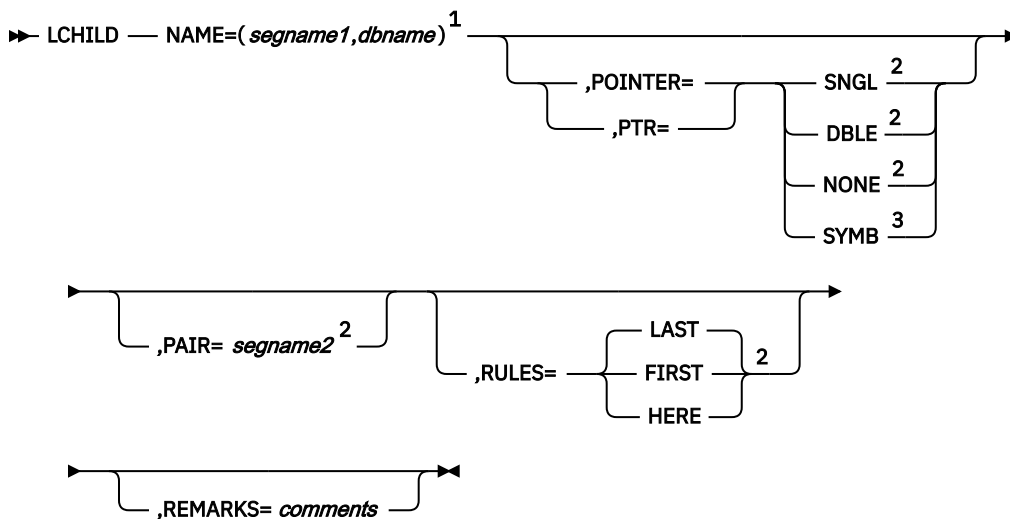 LCHILD NAME=(segname1,dbname) 1
,POINTER= SNGL 2
,PTR= DBLE 2
NONE 2
SYMB 3
,PAIR= segname2 2
,RULES= LAST
FIRST 2
HERE
,REMARKS= comments